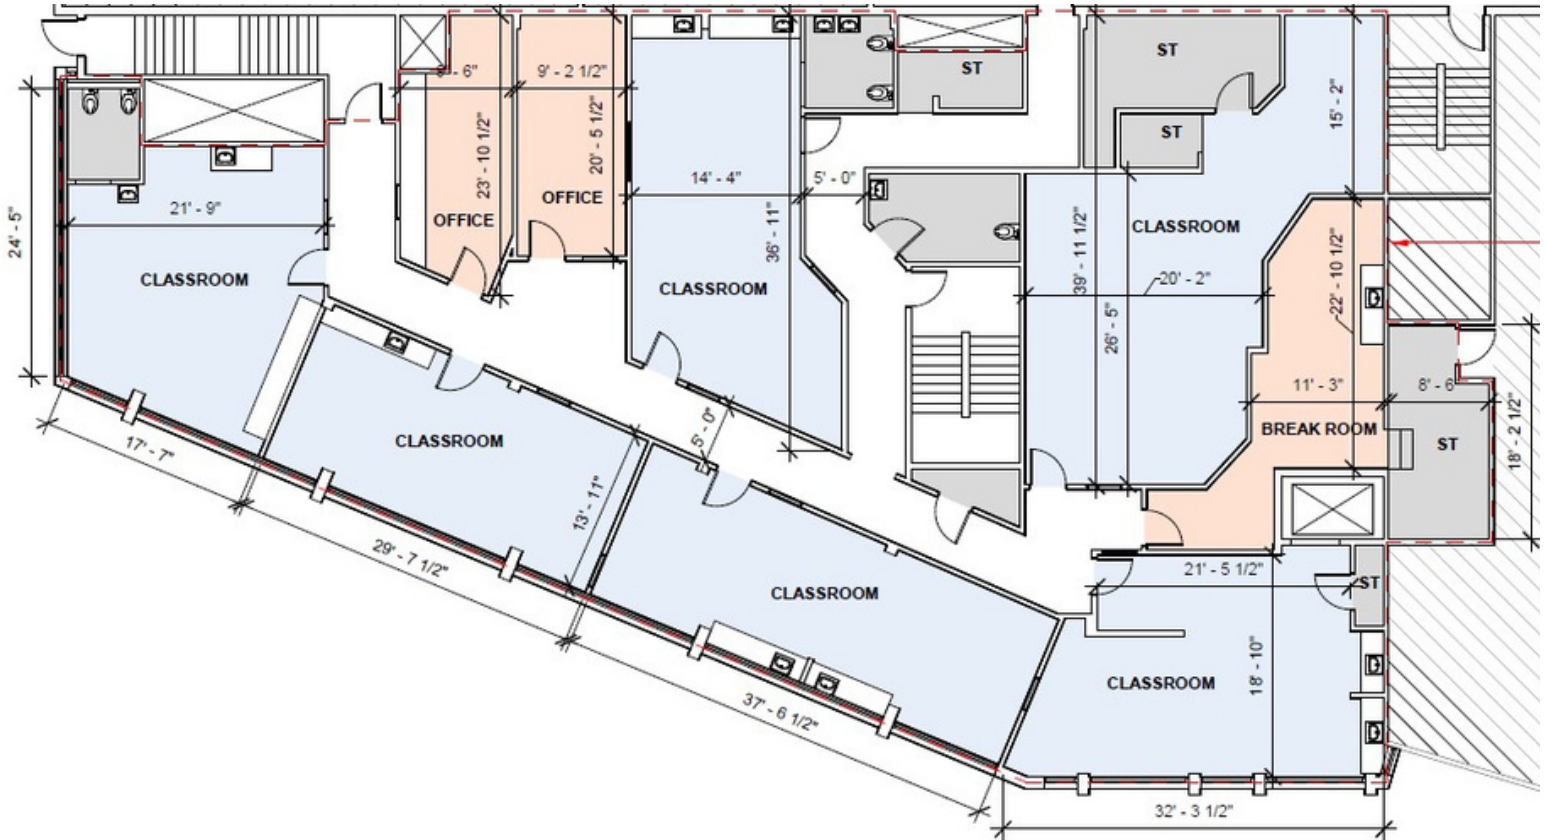 ST
ST
8' - 6"
9' - 2 1/2"
15' - 2"
23' - 10 1/2"
20' - 5 1/2"
ST
14' - 4"
5' - 0"
21' - 9"
OFFICE
OFFICE
24' - 5"
36' - 11"
39' - 11 1/2"
CLASSROOM
22' - 10 1/2"
CLASSROOM
CLASSROOM
20' - 2"
26' - 5"
11' - 3"
8' - 6
5' - 0"
BREAK ROOM
ST
18' - 2 1/2"
17' - 7"
CLASSROOM
13' - 11"
29' - 7 1/2"
21' - 5 1/2"
ST
CLASSROOM
18' - 10"
CLASSROOM
37' - 6 1/2"
32' - 3 1/2"